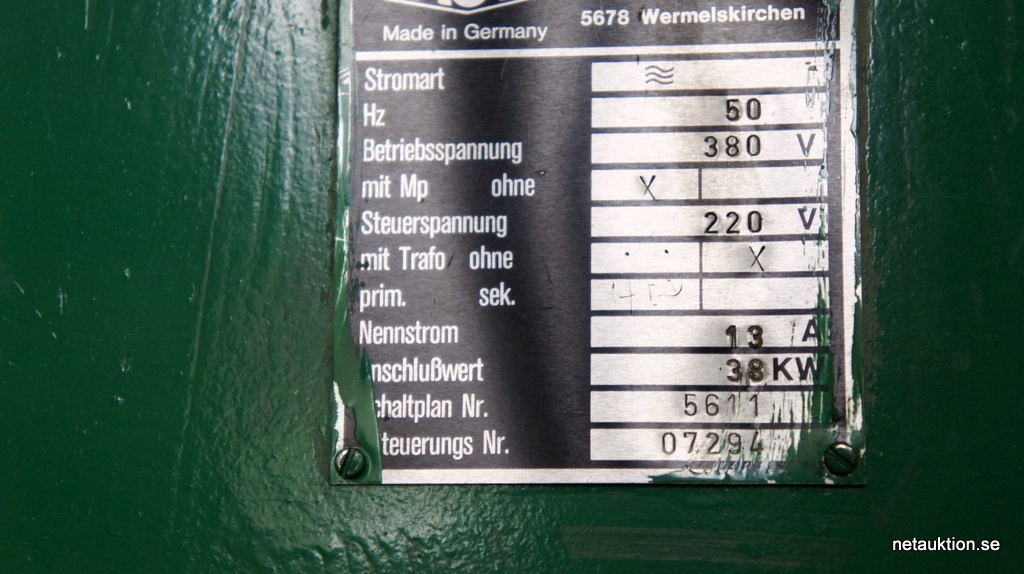 Made in Germany
5678 Wermelskirchen
Stromart
Hz 50
Betriebsspannung 380 V
mit Mp ohne X
Steuerspannung 220 V
mit Trafo ohne X
prim. sek.
Nennstrom 13 A
nschlußwert 38 KW
chaltplan Nr. 5611
teuerungs Nr. 07294
netauktion.se